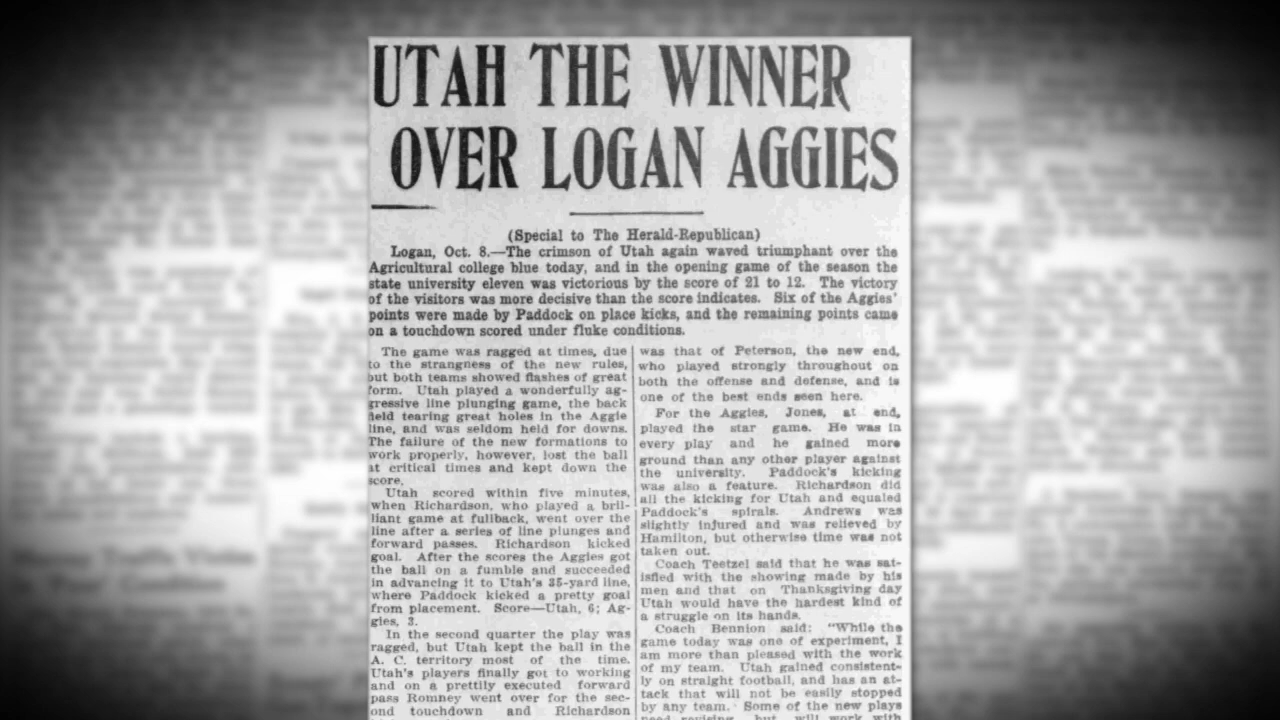 UTAH THE WINNER
OVER LOGAN AGGIES
(Special to The Herald-Republican)
Logan, Oct. 8.—The crimson of Utah again waved triumphant over the
Agricultural college blue today, and in the opening game of the season the
state university eleven was victorious by the score of 21 to 12. The victory
of the visitors was more decisive than the score indicates. Six of the Aggies'
points were made by Paddock on place kicks, and the remaining points came
on a touchdown scored under fluke conditions.
The game was ragged at times, due
to the strangness of the new rules,
but both teams showed flashes of great
form. Utah played a wonderfully ag-
gressive line plunging game, the back
field tearing great holes in the Aggie
line, and was seldom held for downs.
The failure of the new formations to
work properly, however, lost the ball
at critical times and kept down the
score.
Utah scored within five minutes,
when Richardson, who played a bril-
liant game at fullback, went over the
line after a series of line plunges and
forward passes. Richardson kicked
goal. After the scores the Aggies got
the ball on a fumble and succeeded
in advancing it to Utah's 35-yard line,
where Paddock kicked a pretty goal
from placement. Score—Utah, 6; Ag-
gies, 3.
In the second quarter the play was
ragged, but Utah kept the ball in the
A. C. territory most of the time.
Utah's players finally got to working
and on a prettily executed forward
pass Romney went over for the sec-
ond touchdown and Richardson
was that of Peterson, the new end,
who played strongly throughout on
both the offense and defense, and is
one of the best ends seen here.
For the Aggies, Jones, at end,
played the star game. He was in
every play and he gained more
ground than any other player against
the university. Paddock's kicking
was also a feature. Richardson did
all the kicking for Utah and equaled
Paddock's spirals. Andrews was
slightly injured and was relieved by
Hamilton, but otherwise time was not
taken out.
Coach Teetzel said that he was sat-
isfied with the showing made by his
men and that on Thanksgiving day
Utah would have the hardest kind of
a struggle on its hands.
Coach Bennion said: "While the
game today was one of experiment, I
am more than pleased with the work
of my team. Utah gained consistent-
ly on straight football, and has an at-
tack that will not be easily stopped
by any team. Some of the new plays
need revising, but will work with